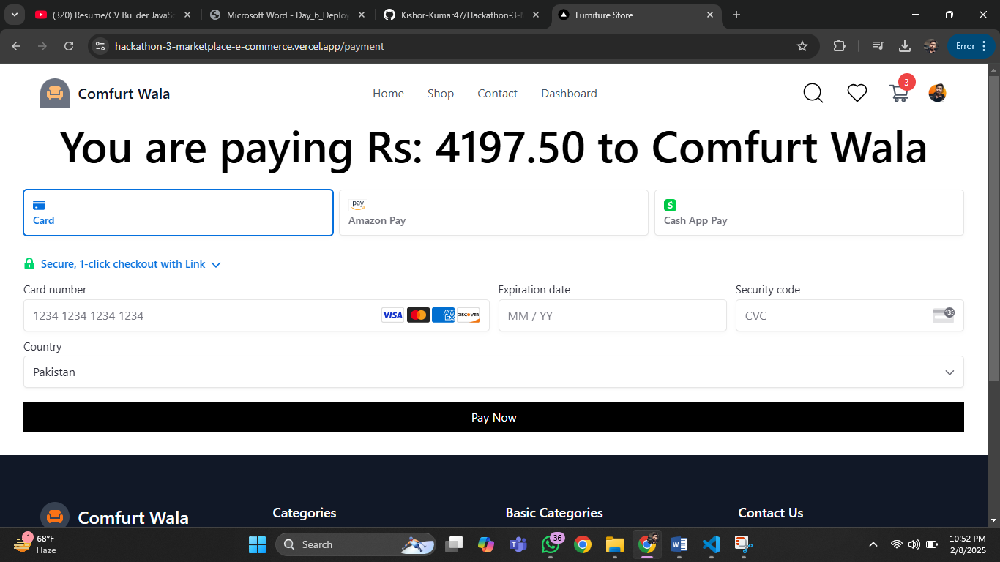 (320) Resume/CV Builder JavaSc
Microsoft Word - Day_6_Deploy
Kishor-Kumar47/Hackathon-3-M
Furniture Store
hackathon-3-marketplace-e-commerce.vercel.app/payment
Error
Comfurt Wala
Home
Shop
Contact
Dashboard
3
You are paying Rs: 4197.50 to Comfurt Wala
Card
pay
Amazon Pay
Cash App Pay
Secure, 1-click checkout with Link
Card number
Expiration date
Security code
1234 1234 1234 1234
VISA
AM EX
DISCOVER
MM / YY
CVC
135
Country
Pakistan
Pay Now
Comfurt Wala
Categories
Basic Categories
Contact Us
1
68°F
Haze
Search
36
10:52 PM
2/8/2025